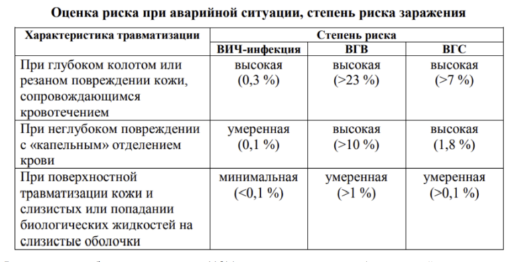 Оценка риска при аварийной ситуации, степень риска заражения
Характеристика травматизации
Степень риска
ВИЧ-инфекция
ВГВ
ВГС
При глубоком колотом или
резаном повреждении кожи,
сопровождающимся
кровотечением
высокая
(0,3 %)
высокая
(>23 %)
высокая
(>7 %)
При неглубоком повреждении
с «капельным» отделением
крови
умеренная
(0,1 %)
высокая
(>10 %)
высокая
(1,8 %)
При поверхностной
травматизации кожи и
слизистых или попадании
биологических жидкостей на
слизистые оболочки
минимальная
(<0,1 %)
умеренная
(>1 %)
умеренная
(>0,1 %)